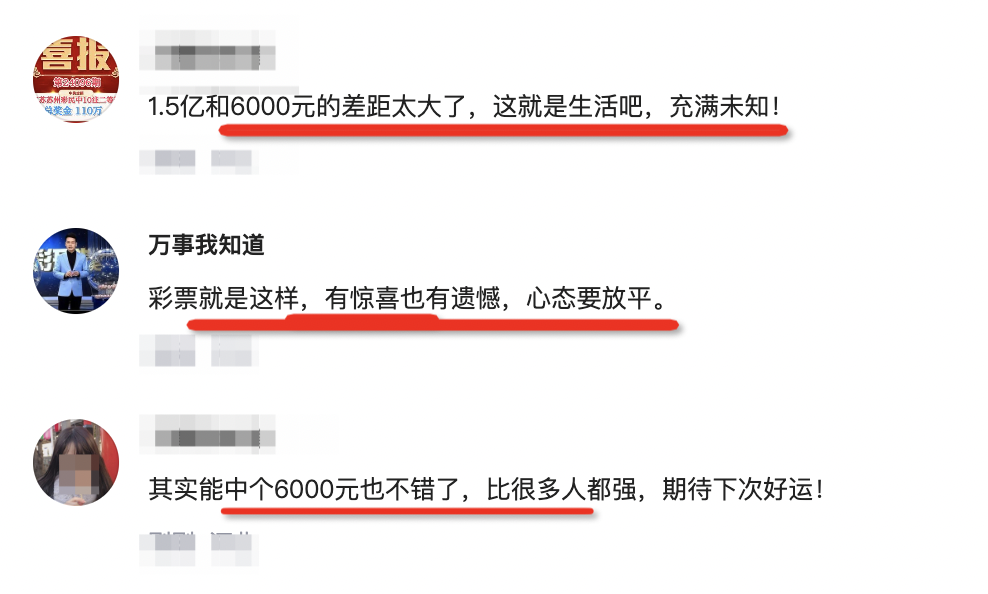 喜报
1.5亿和6000元的差距太大了，这就是生活吧，充满未知！
万事我知道
彩票就是这样，有惊喜也有遗憾，心态要放平。
其实能中个6000元也不错了，比很多人都强，期待下次好运！